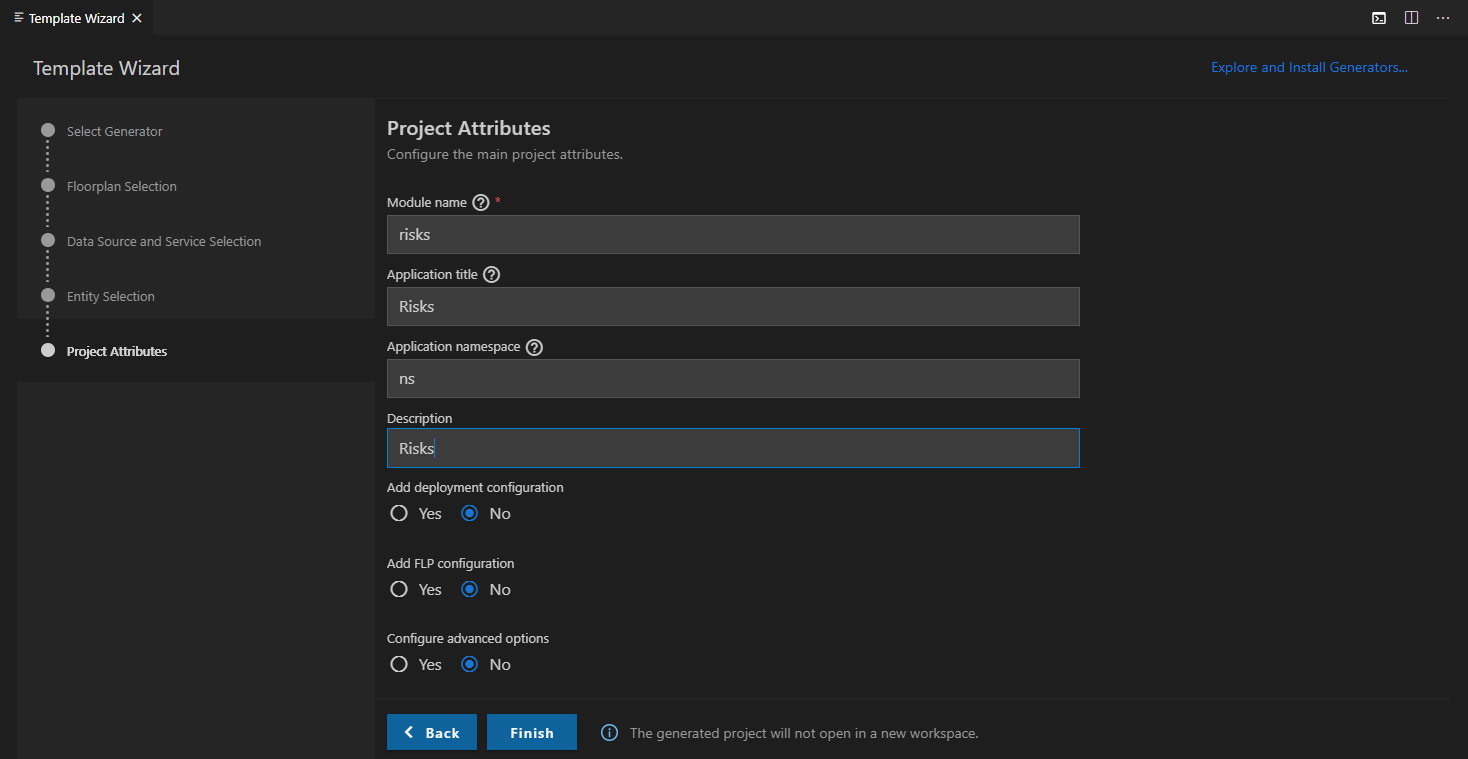 Template Wizard
Template Wizard
Explore and Install Generators...
Select Generator
Floorplan Selection
Data Source and Service Selection
Entity Selection
Project Attributes
Project Attributes
Configure the main project attributes.
Module name ? *
risks
Application title ?
Risks
Application namespace ?
ns
Description
Risks
Add deployment configuration
Yes No
Add FLP configuration
Yes No
Configure advanced options
Yes No
Back Finish The generated project will not open in a new workspace.